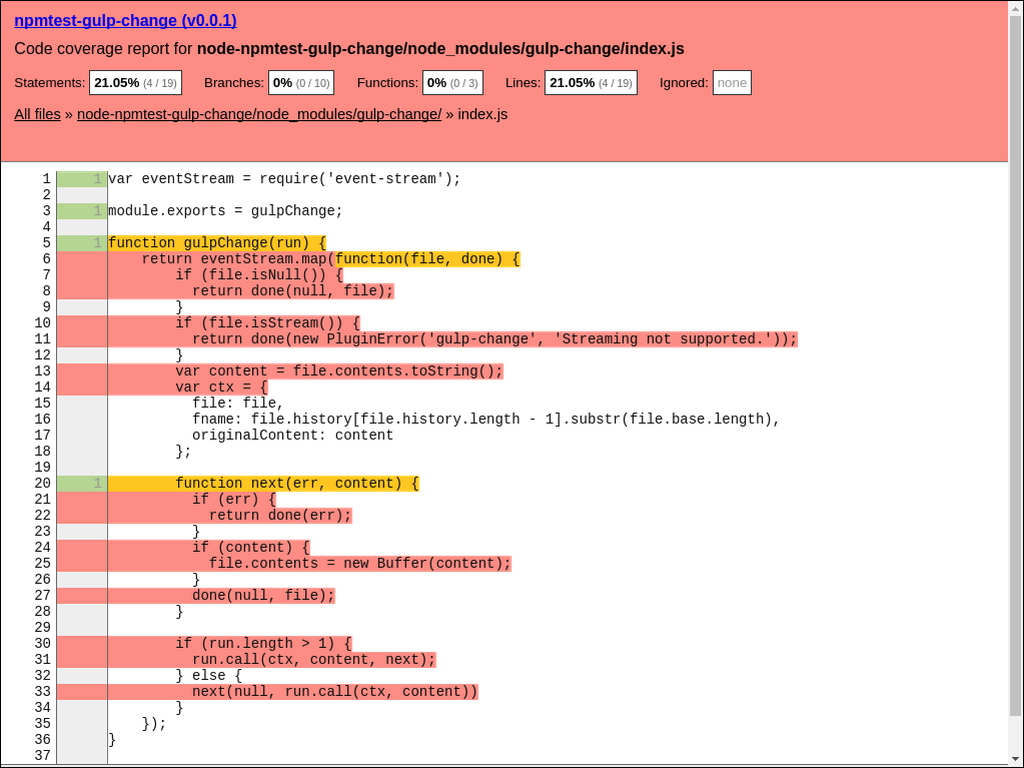 npmtest-gulp-change (v0.0.1)
Code coverage report for node-npmtest-gulp-change/node_modules/gulp-change/index.js
Statements: 21.05% (4 / 19) Branches: 0% (0 / 10) Functions: 0% (0 / 3) Lines: 21.05% (4 / 19) Ignored: none
All files » node-npmtest-gulp-change/node_modules/gulp-change/ » index.js
1 1 var eventStream = require('event-stream');
2
3 1 module.exports = gulpChange;
4
5 1 function gulpChange(run) {
6     return eventStream.map(function(file, done) {
7         if (file.isNull()) {
8           return done(null, file);
9         }
10         if (file.isStream()) {
11           return done(new PluginError('gulp-change', 'Streaming not supported.'));
12         }
13         var content = file.contents.toString();
14         var ctx = {
15           file: file,
16           fname: file.history[file.history.length - 1].substr(file.base.length),
17           originalContent: content
18         };
19
20 1         function next(err, content) {
21           if (err) {
22             return done(err);
23           }
24           if (content) {
25             file.contents = new Buffer(content);
26           }
27           done(null, file);
28         }
29
30         if (run.length > 1) {
31           run.call(ctx, content, next);
32         } else {
33           next(null, run.call(ctx, content))
34         }
35     });
36 }
37